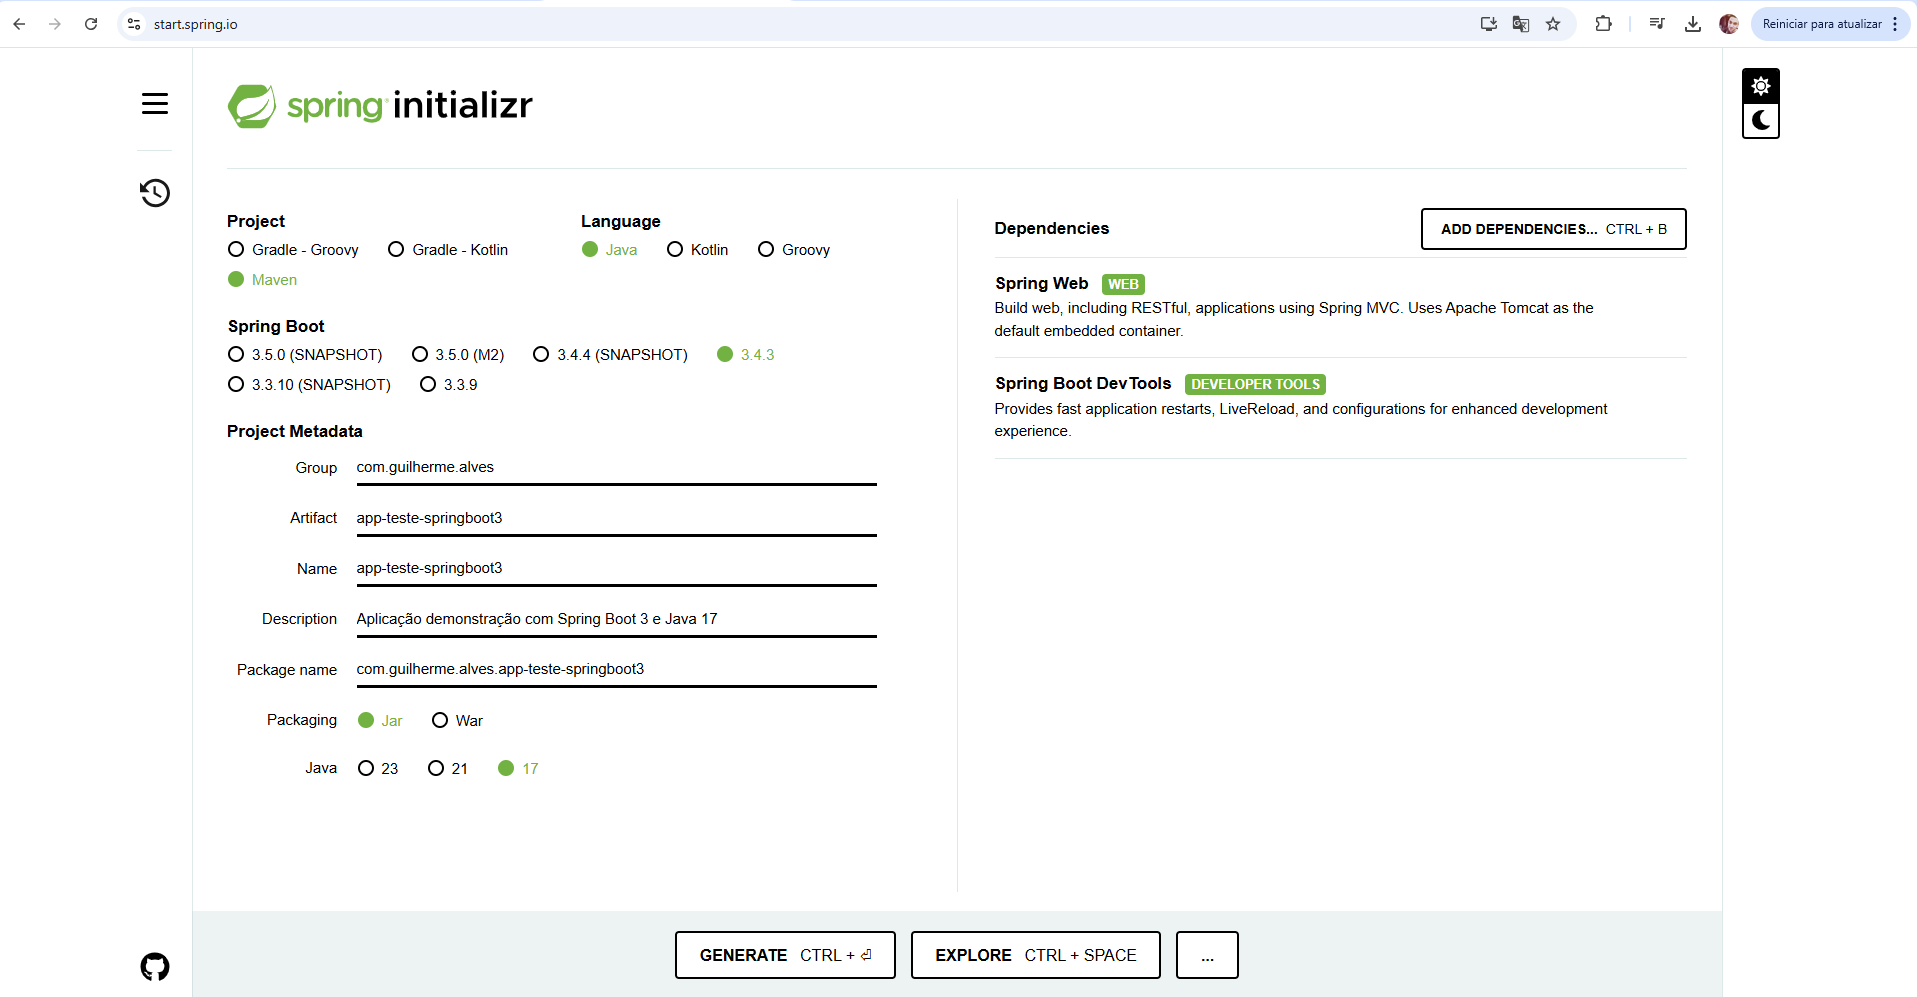 start.spring.io
Reiniciar para atualizar
spring initializr
Project
Gradle - Groovy Gradle - Kotlin
Maven
Language
Java Kotlin Groovy
Spring Boot
3.5.0 (SNAPSHOT) 3.5.0 (M2) 3.4.4 (SNAPSHOT) 3.4.3
3.3.10 (SNAPSHOT) 3.3.9
Project Metadata
Group com.guilherme.alves
Artifact app-teste-springboot3
Name app-teste-springboot3
Description Aplicação demonstração com Spring Boot 3 e Java 17
Package name com.guilherme.alves.app-teste-springboot3
Packaging Jar War
Java 23 21 17
Dependencies ADD DEPENDENCIES... CTRL + B
Spring Web WEB
Build web, including RESTful, applications using Spring MVC. Uses Apache Tomcat as the
default embedded container.
Spring Boot DevTools DEVELOPER TOOLS
Provides fast application restarts, LiveReload, and configurations for enhanced development
experience.
GENERATE CTRL + ⏎ EXPLORE CTRL + SPACE ...